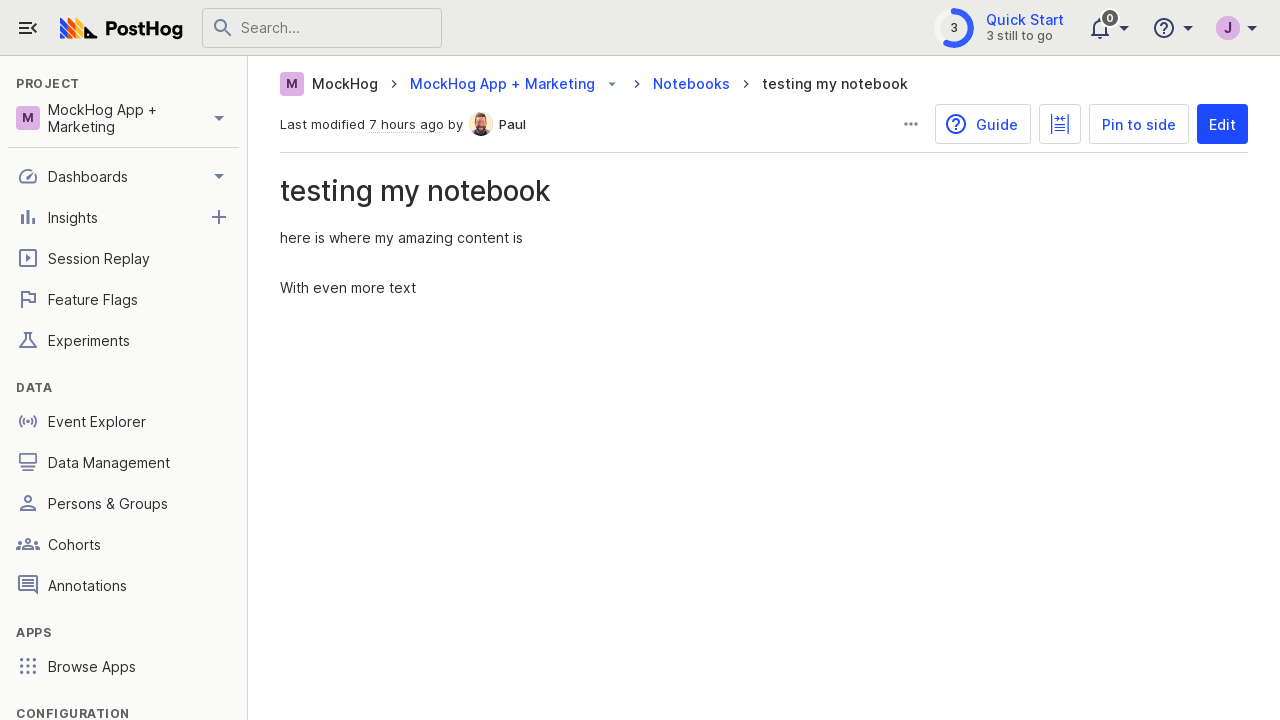 PostHog
Search...
3
Quick Start
3 still to go
0
J
PROJECT
M
MockHog App +
Marketing
Dashboards
Insights
Session Replay
Feature Flags
Experiments
DATA
Event Explorer
Data Management
Persons & Groups
Cohorts
Annotations
APPS
Browse Apps
CONFIGURATION
M MockHog MockHog App + Marketing Notebooks testing my notebook
Last modified 7 hours ago by Paul
Guide
Pin to side
Edit
testing my notebook
here is where my amazing content is
With even more text